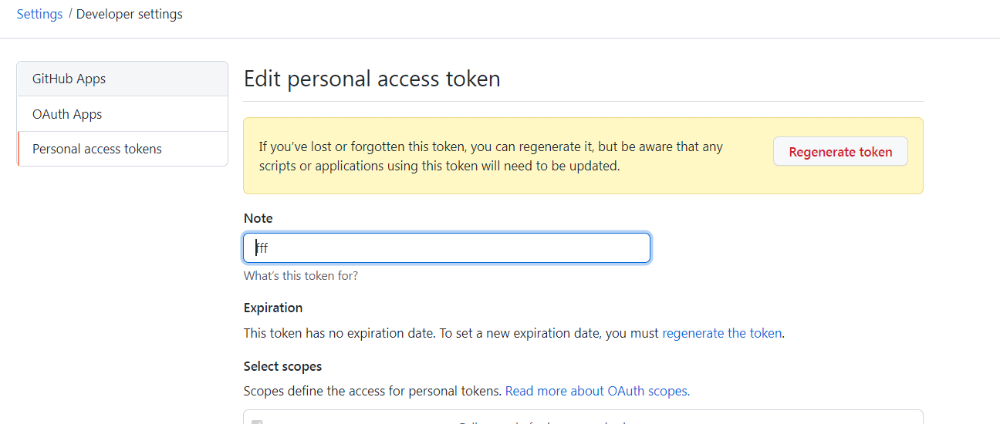 Settings / Developer settings
GitHub Apps
OAuth Apps
Personal access tokens
Edit personal access token
If you've lost or forgotten this token, you can regenerate it, but be aware that any
scripts or applications using this token will need to be updated.
Regenerate token
Note
fff
What's this token for?
Expiration
This token has no expiration date. To set a new expiration date, you must regenerate the token.
Select scopes
Scopes define the access for personal tokens. Read more about OAuth scopes.